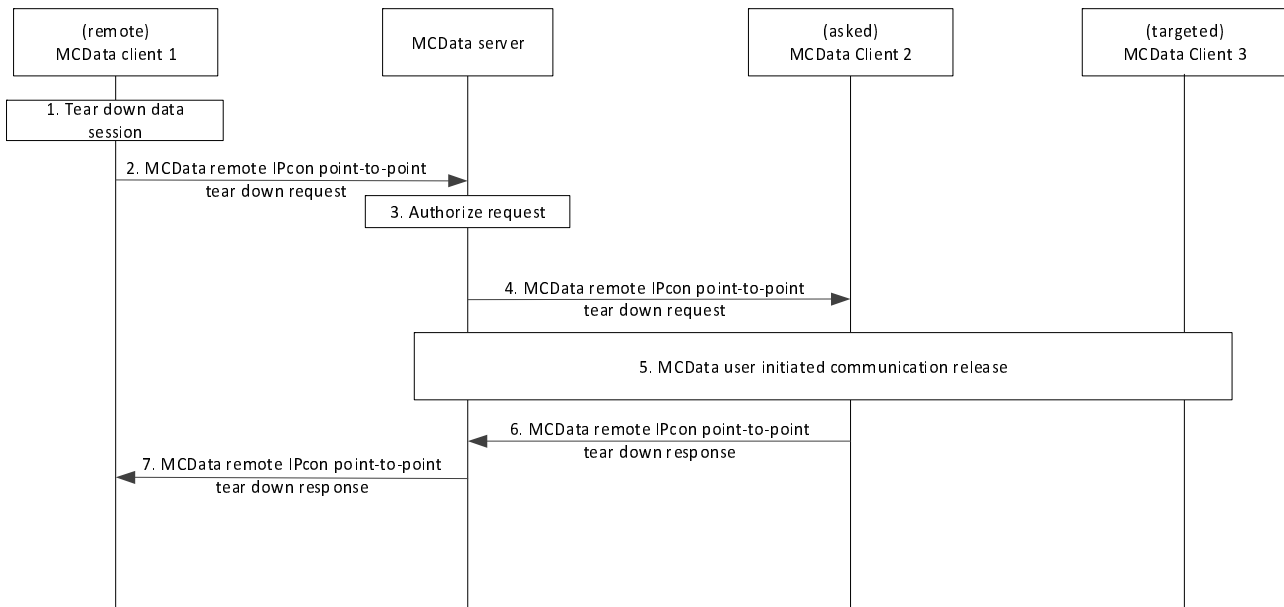 (remote)
MCData client 1
MCData server
(asked)
MCData Client 2
(targeted)
MCData Client 3
1. Tear down data
session
2. MCData remote IPcon point-to-point
tear down request
3. Authorize request
4. MCData remote IPcon point-to-point
tear down request
5. MCData user initiated communication release
6. MCData remote IPcon point-to-point
tear down response
7. MCData remote IPcon point-to-point
tear down response